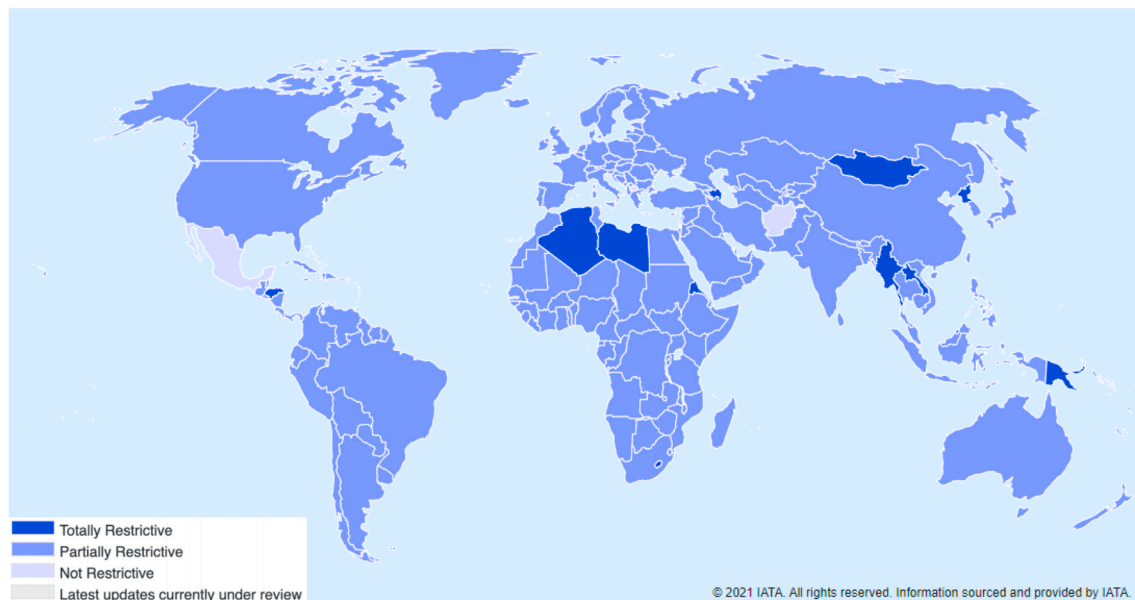 Totally Restrictive
Partially Restrictive
Not Restrictive
Latest updates currently under review
© 2021 IATA. All rights reserved. Information sourced and provided by IATA.